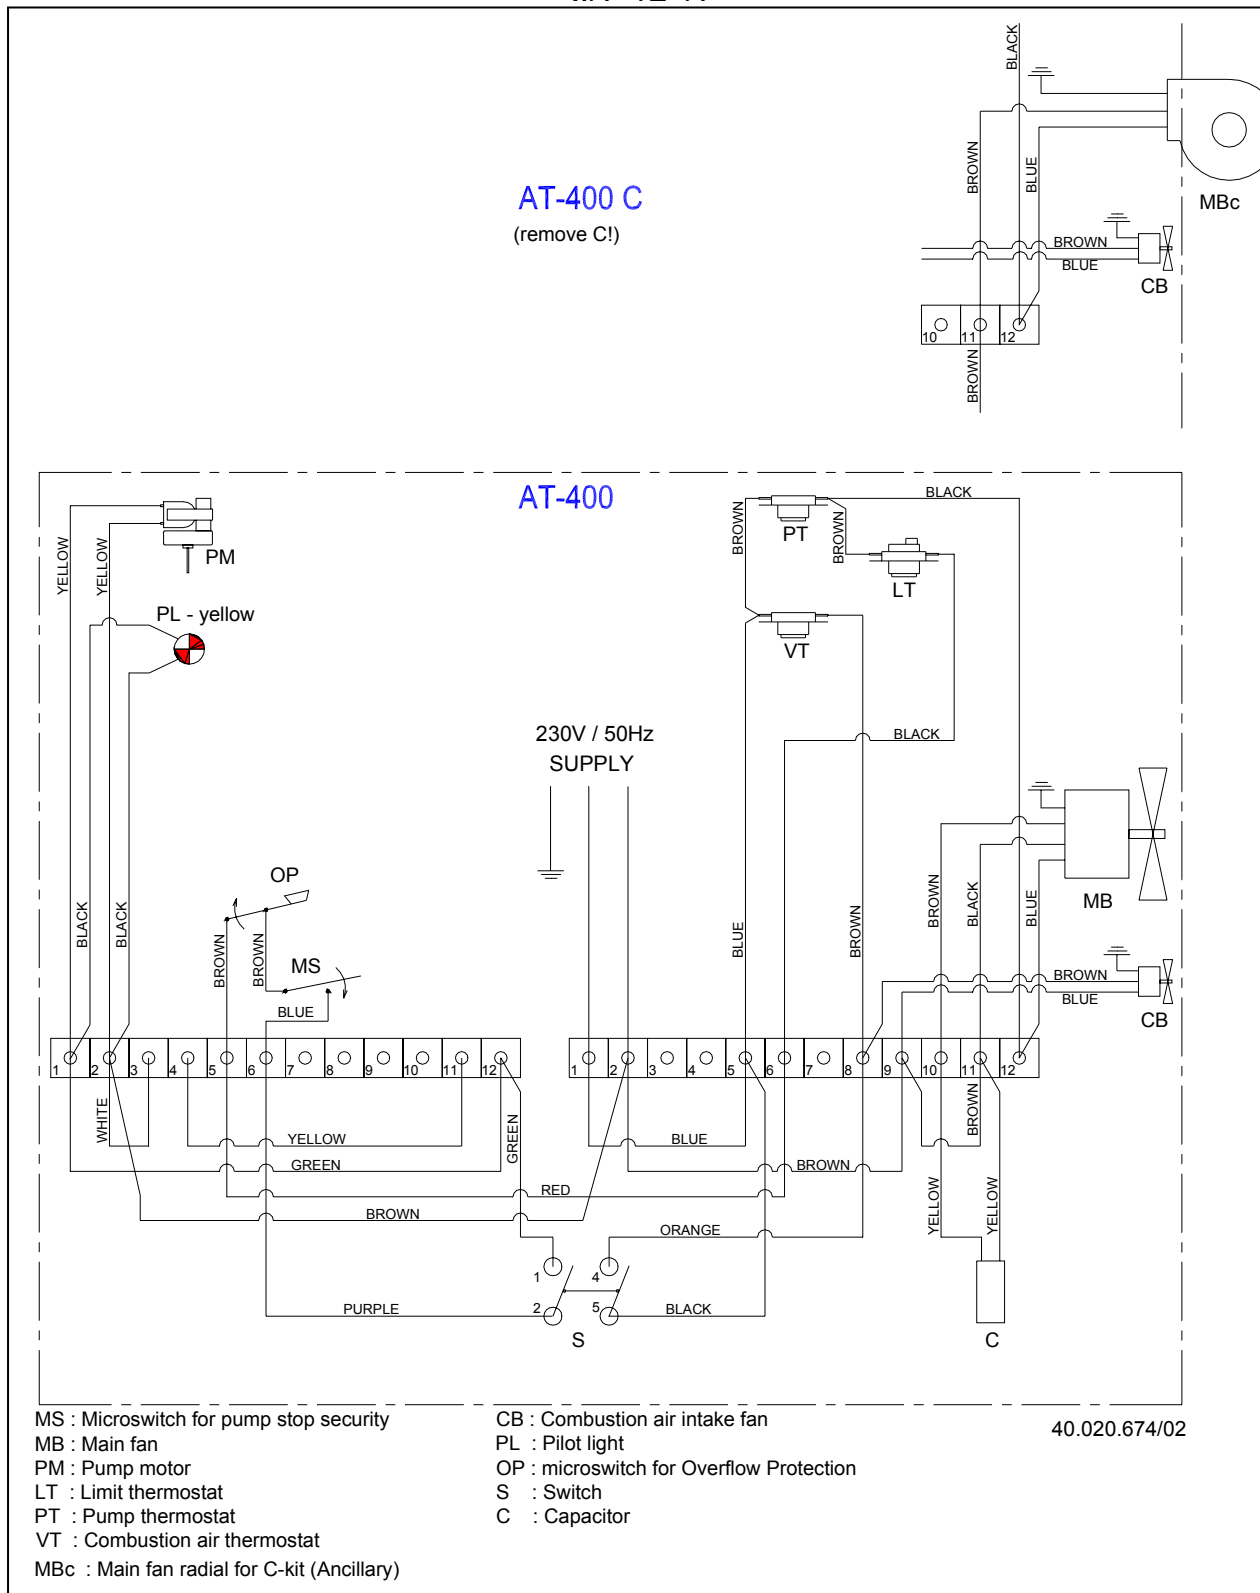 BLACK
BROWN
BLUE
MBc
AT-400 C
(remove C!)
BROWN
BLUE
CB
10 11 12
BROWN
AT-400
BLACK
BROWN
PT
BROWN
LT
YELLOW
YELLOW
PM
PL - yellow
VT
230V / 50Hz
SUPPLY
BLACK
OP
MB
BLACK
BLACK
BROWN
BROWN
MS
BLUE
BLUE
BROWN
BROWN
BLACK
BLUE
BROWN
BLUE
CB
1 2 3 4 5 6 7 8 9 10 11 12
1 2 3 4 5 6 7 8 9 10 11 12
WHITE
YELLOW
GREEN
GREEN
BLUE
BROWN
BROWN
RED
BROWN
ORANGE
YELLOW
YELLOW
1 4
2 5
PURPLE
BLACK
S
C
MS : Microswitch for pump stop security
MB : Main fan
PM : Pump motor
LT : Limit thermostat
PT : Pump thermostat
VT : Combustion air thermostat
MBc : Main fan radial for C-kit (Ancillary)
CB : Combustion air intake fan
PL : Pilot light
OP : microswitch for Overflow Protection
S : Switch
C : Capacitor
40.020.674/02